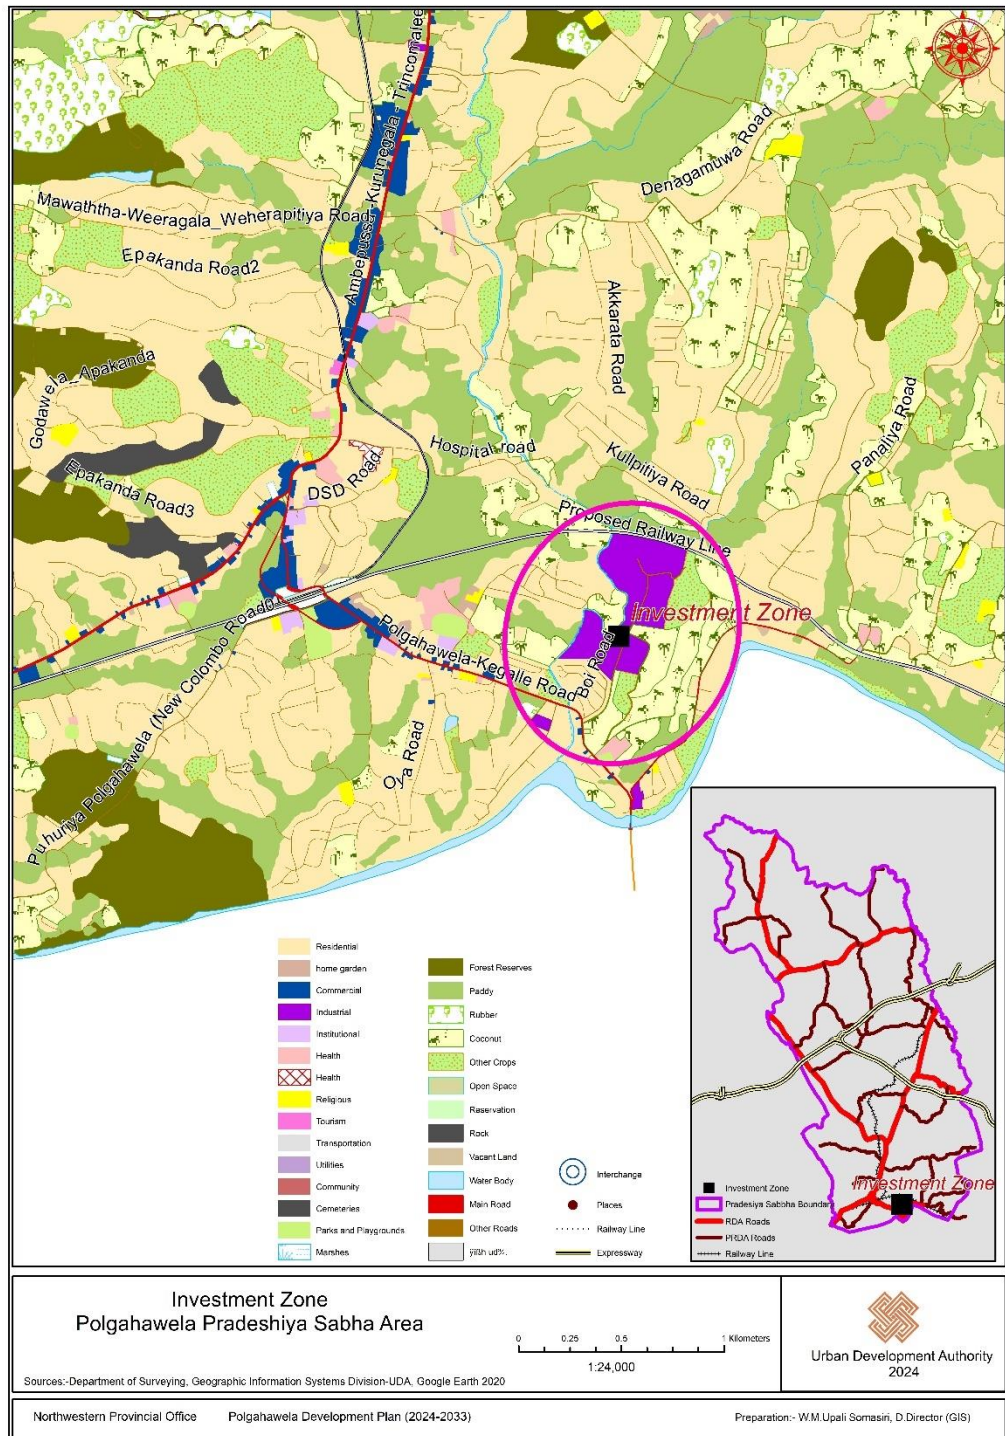 Ambepussa_Kurunegala - Trincomalee
Denagamuwa Road
Mawaththa-Weeragala_Weherapitiya Road
Epakanda Road2
Akkarata Road
Godawela_Apakanda
Panaliya Road
Hospital road
Kullpitiya Road
Epakanda Road3
DSD Road
Proposed Railway Line
Investment Zone
Boi Road
Polgahawela-Kegalle Road
Puhuriya Polgahawela (New Colombo Road)
Oya Road
Residential
home garden
Commercial
Industrial
Institutional
Health
Health
Religious
Tourism
Transportation
Utilities
Community
Cemeteries
Parks and Playgrounds
Marshes
Forest Reserves
Paddy
Rubber
Coconut
Other Crops
Open Space
Reservation
Rock
Vacant Land
Water Body
Main Road
Other Roads
Interchange
Places
Railway Line
Expressway
Investment Zone
Investment Zone
Pradesiya Sabbha Boundary
RDA Roads
PRDA Roads
Railway Line
Investment Zone
Polgahawela Pradeshiya Sabha Area
0 0.25 0.5 1 Kilometers
1:24,000
Sources:-Department of Surveying, Geographic Information Systems Division-UDA, Google Earth 2020
Urban Development Authority
2024
Northwestern Provincial Office Polgahawela Development Plan (2024-2033) Preparation:- W.M.Upali Somasiri, D.Director (GIS)